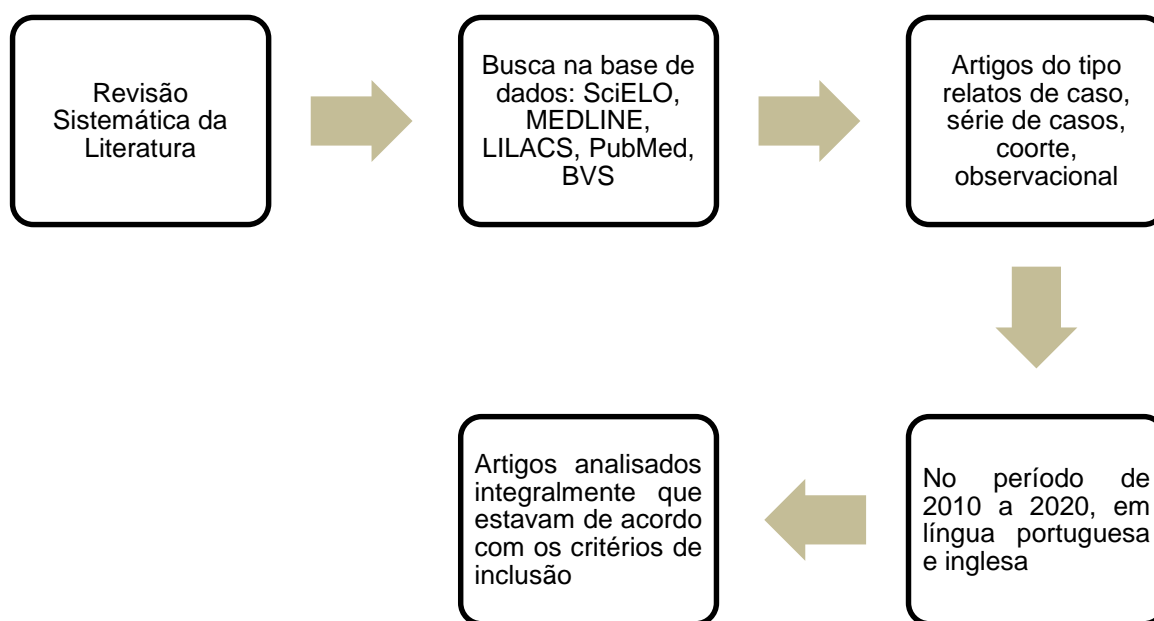 Revisão
Sistemática da
Literatura
Busca na base de
dados: SciELO,
MEDLINE,
LILACS, PubMed,
BVS
Artigos do tipo
relatos de caso,
série de casos,
coorte,
observacional
No período de
2010 a 2020, em
língua portuguesa
e inglesa
Artigos analisados
integralmente que
estavam de acordo
com os critérios de
inclusão